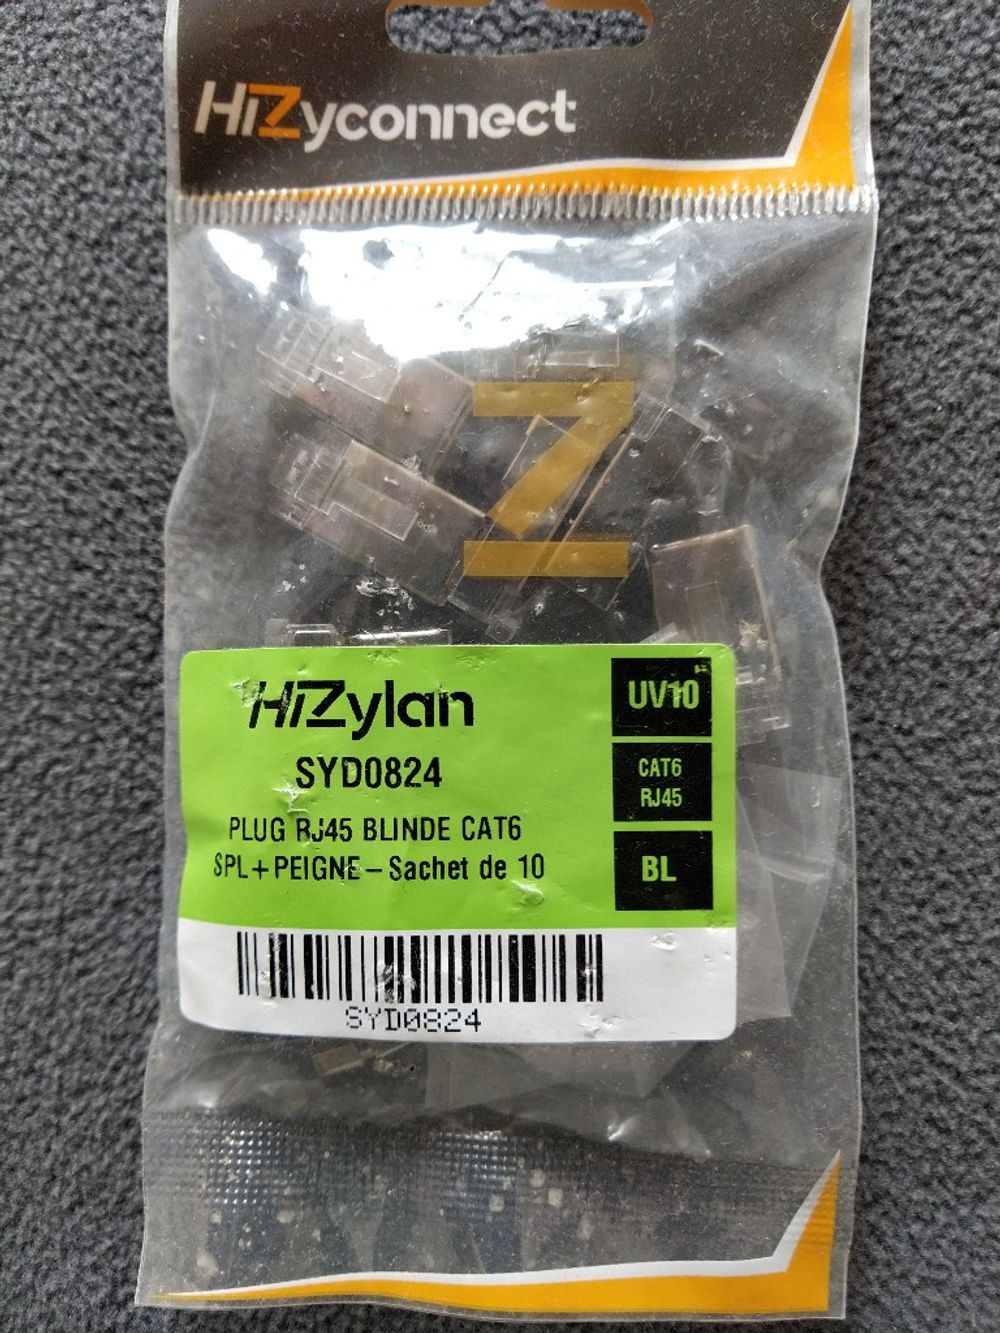 HiZyconnect
Z
HiZylan
SYD0824
PLUG RJ45 BLINDE CAT6
SPL+PEIGNE – Sachet de 10
UV10
CAT6
RJ45
BL
SYD0824